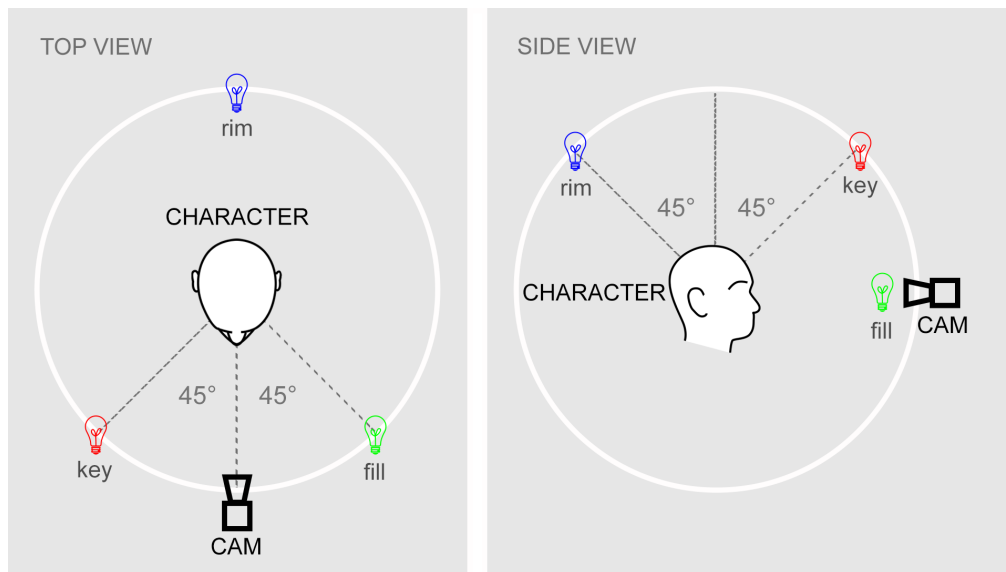 TOP VIEW
rim
CHARACTER
45° 45°
key
fill
CAM
SIDE VIEW
rim
key
45° 45°
CHARACTER
fill
CAM